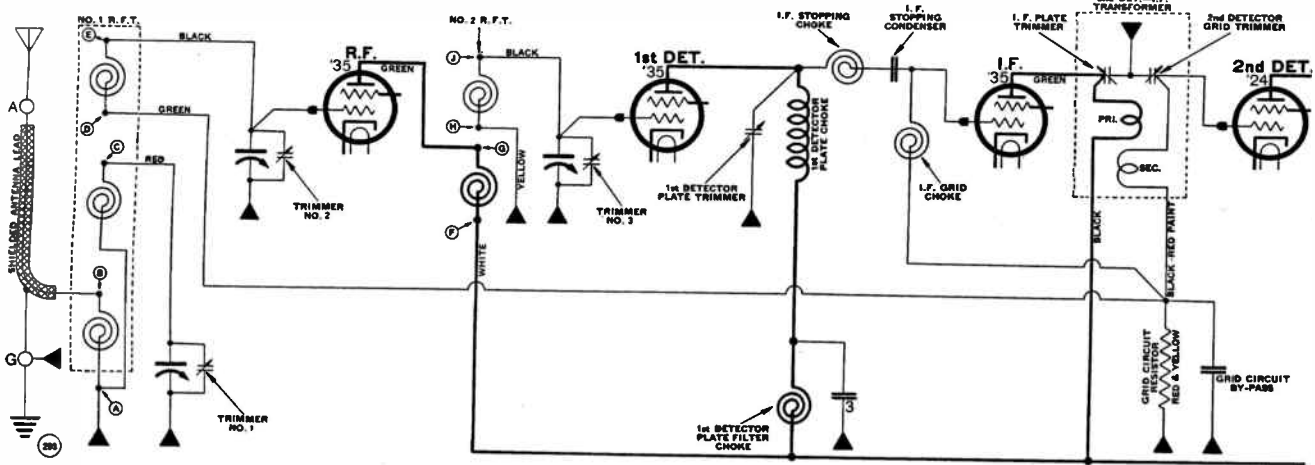 NO. 1 R.F.T.
E
BLACK
D
GREEN
C
RED
B
A
A
SHIELDED ANTENNA LEAD
G
293
TRIMMER
NO. 1
TRIMMER
NO. 2
R.F.
'35
GREEN
NO. 2 R.F.T.
J
BLACK
H
G
YELLOW
F
WHITE
TRIMMER
NO. 3
1st DET.
'35
1st DETECTOR
PLATE TRIMMER
1st DETECTOR
PLATE CHOKE
I.F. STOPPING
CHOKE
I.F.
STOPPING
CONDENSER
I.F. GRID
CHOKE
1st DETECTOR
PLATE FILTER
CHOKE
3
I.F.
'35
GREEN
I.F. PLATE
TRIMMER
TRANSFORMER
2nd DETECTOR
GRID TRIMMER
PRI.
SEC.
BLACK
BLACK-RED PAINT
2nd DET.
'24
GRID CIRCUIT
RESISTOR
RED & YELLOW
GRID CIRCUIT
BY-PASS